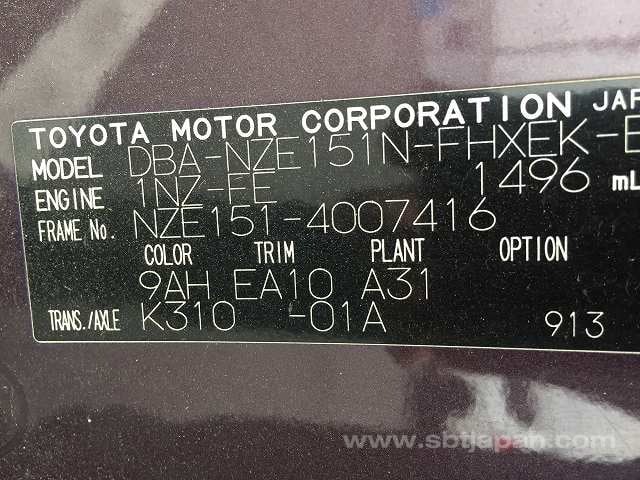 TOYOTA MOTOR CORPORATION JAP
MODEL DBA-NZE151N-FHXEK-E
ENGINE 1NZ-FE 1496 mL
FRAME No. NZE151-4007416
COLOR TRIM PLANT OPTION
9AH EA10 A31
TRANS./AXLE K310 -01A 913
www.sbtjapan.com